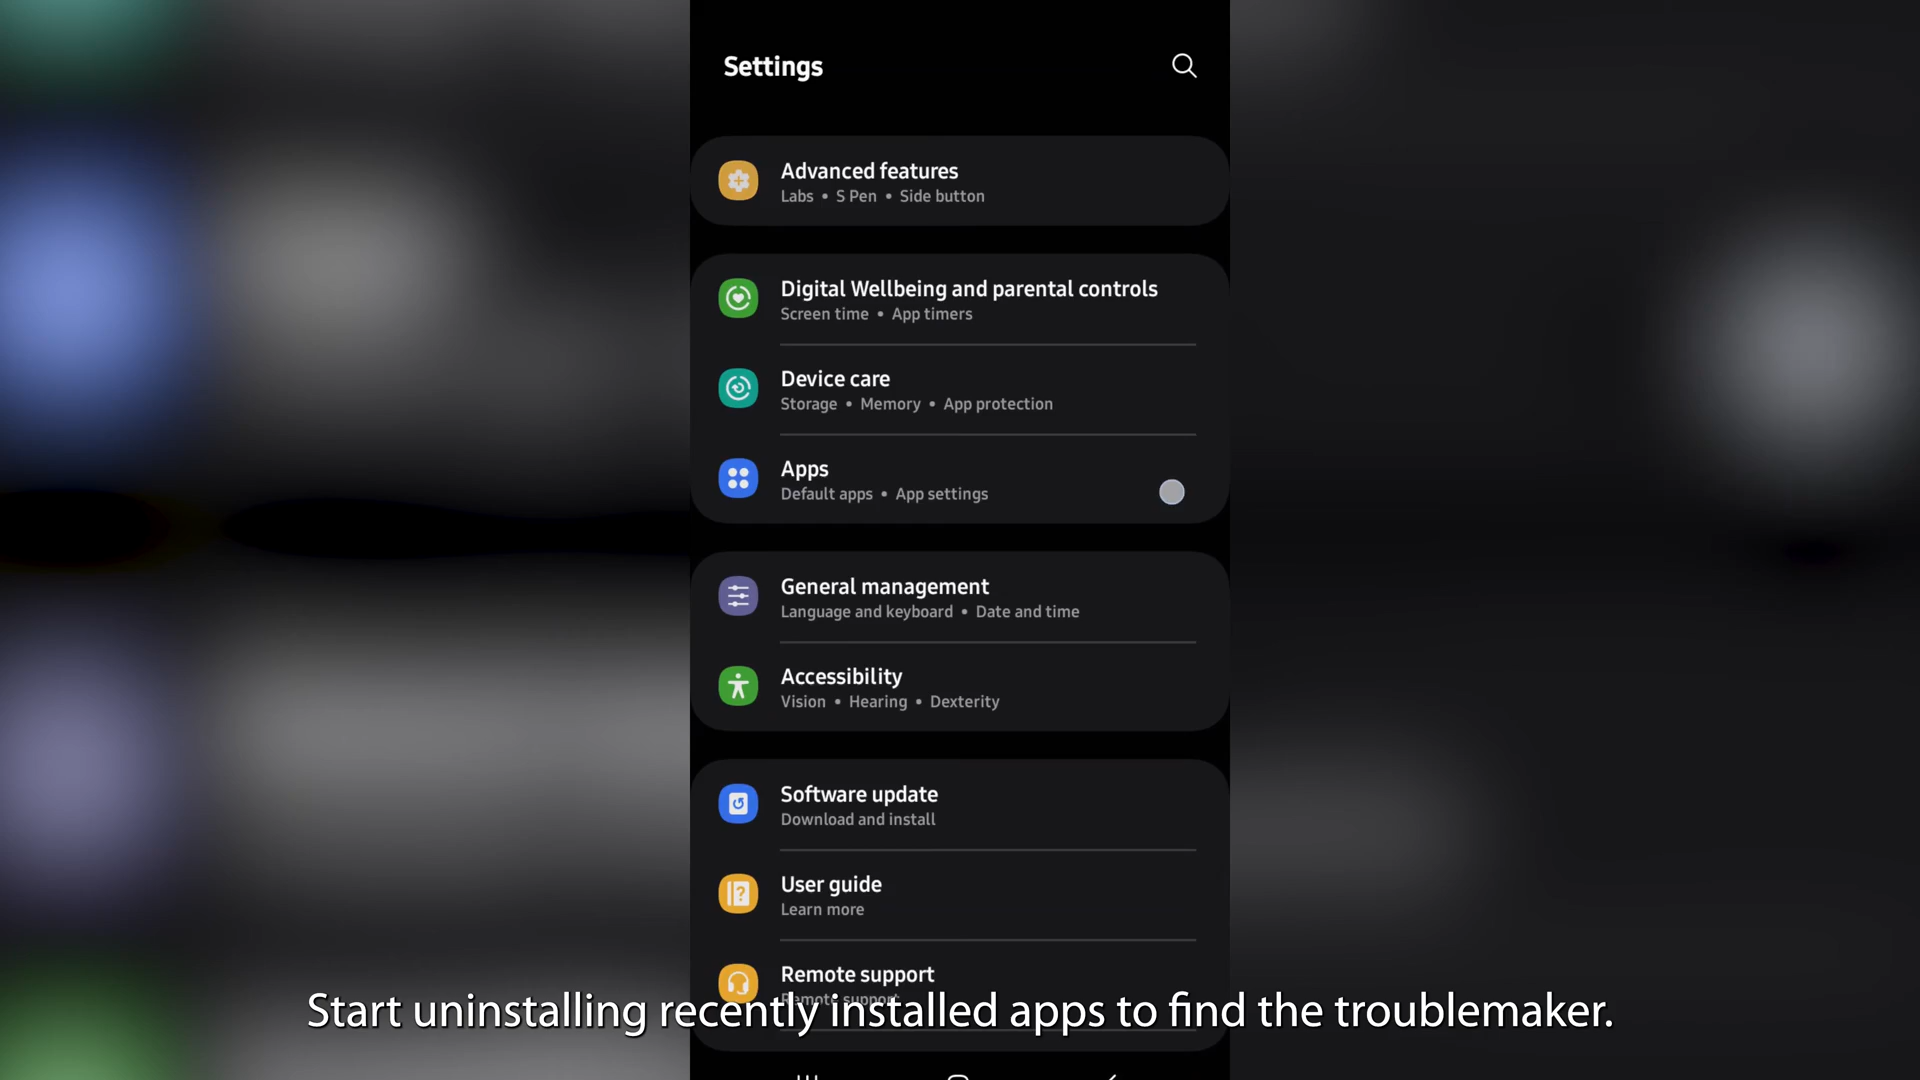 Settings
Advanced features
Labs • S Pen • Side button
Digital Wellbeing and parental controls
Screen time • App timers
Device care
Storage • Memory • App protection
Apps
Default apps • App settings
General management
Language and keyboard • Date and time
Accessibility
Vision • Hearing • Dexterity
Software update
Download and install
User guide
Learn more
Remote support
Remote support
Start uninstalling recently installed apps to find the troublemaker.